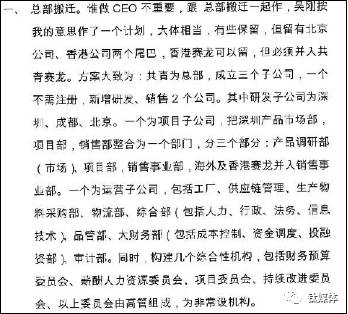 一、 总部搬迁。谁做CEO 不重要,跟 总部搬迁一起作,吴刚按
我的意思作了一个计划,大体相当,有些保留,但留有北京
公司、香港公司两个尾巴,香港赛龙可以留,但必须并入共
青赛龙。方案大致为:共青为总部,成立三个子公司,一个
不需注册,新增研发、销售 2 个公司。其中研发子公司为深
圳、成都、北京。一个为项目子公司,把深圳产品市场部,
项目部,销售部整合为一个部门,分三个部分:产品调研部
(市场)、项目部,销售事业部,海外及香港赛龙并入销售事
业部。一个为运营子公司,包括工厂、供应链管理、生产物
料采购部、物流部、综合部(包括人力、行政、法务、信息
技术)、品管部、大财务部(包括成本控制、资金调度、投融
资部)、审计部。同时,构建几个综合性机构,包括财务预算
委员会、薪酬人力资源委员会、项目委员会、持续改进委员
会、以上委员会由高管组成,为非常设机构。
钛媒体